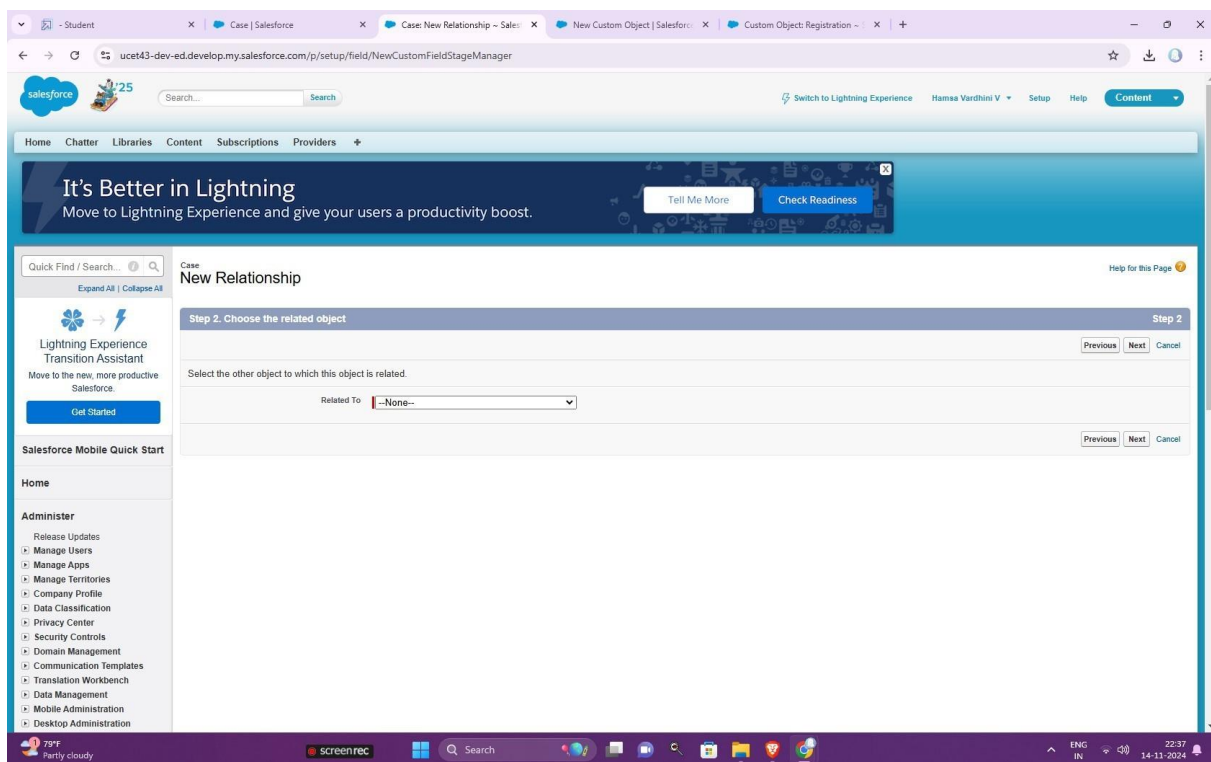 - Student
Case | Salesforce
Case: New Relationship ~ Sales
New Custom Object | Salesforc
Custom Object: Registration ~
ucet43-dev-ed.develop.my.salesforce.com/p/setup/field/NewCustomFieldStageManager
salesforce
'25
Search...
Search
Switch to Lightning Experience
Hamsa Vardhini V
Setup
Help
Content
Home Chatter Libraries Content Subscriptions Providers +
It's Better in Lightning
Move to Lightning Experience and give your users a productivity boost.
Tell Me More
Check Readiness
X
Quick Find / Search...
Expand All | Collapse All
Lightning Experience
Transition Assistant
Move to the new, more productive
Salesforce.
Get Started
Salesforce Mobile Quick Start
Home
Administer
Release Updates
Manage Users
Manage Apps
Manage Territories
Company Profile
Data Classification
Privacy Center
Security Controls
Domain Management
Communication Templates
Translation Workbench
Data Management
Mobile Administration
Desktop Administration
Case
New Relationship
Help for this Page
Step 2. Choose the related object
Step 2
Previous Next Cancel
Select the other object to which this object is related.
Related To
--None--
Previous Next Cancel
79°F
Partly cloudy
screenrec
Search
ENG
IN
22:37
14-11-2024